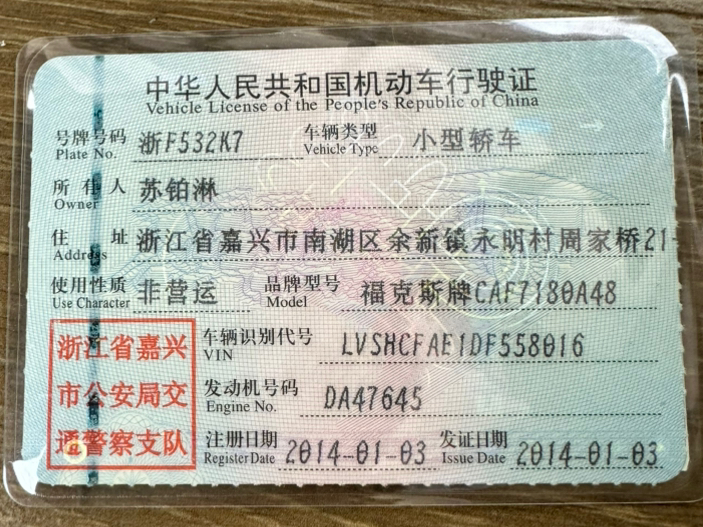 中华人民共和国机动车行驶证
Vehicle License of the People's Republic of China
号牌号码 浙F532K7 车辆类型 小型轿车
Plate No. Vehicle Type
所有人 苏铂淋
Owner
住址 浙江省嘉兴市南湖区余新镇永明村周家桥21-
Address
使用性质 非营运 品牌型号 福克斯牌CAF7180A48
Use Character Model
浙江省嘉兴
市公安局交
通警察支队
车辆识别代号 LVSHCFAE1DF558016
VIN
发动机号码 DA47645
Engine No.
注册日期 2014-01-03 发证日期 2014-01-03
Register Date Issue Date